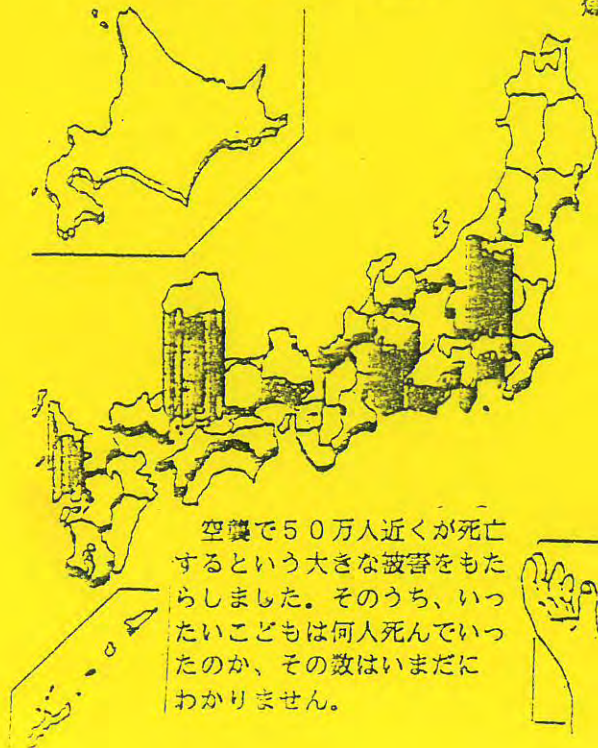 空襲で５０万人近くが死亡
するという大きな被害をもた
らしました。そのうち、いっ
たいこどもは何人死んでいっ
たのか、その数はいまだに
わかりません。